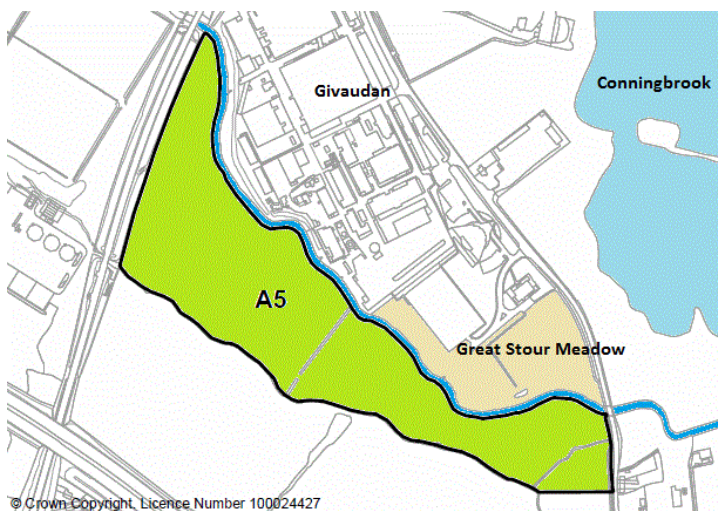 Givaudan
Conningbrook
A5
Great Stour Meadow
© Crown Copyright, Licence Number 100024427